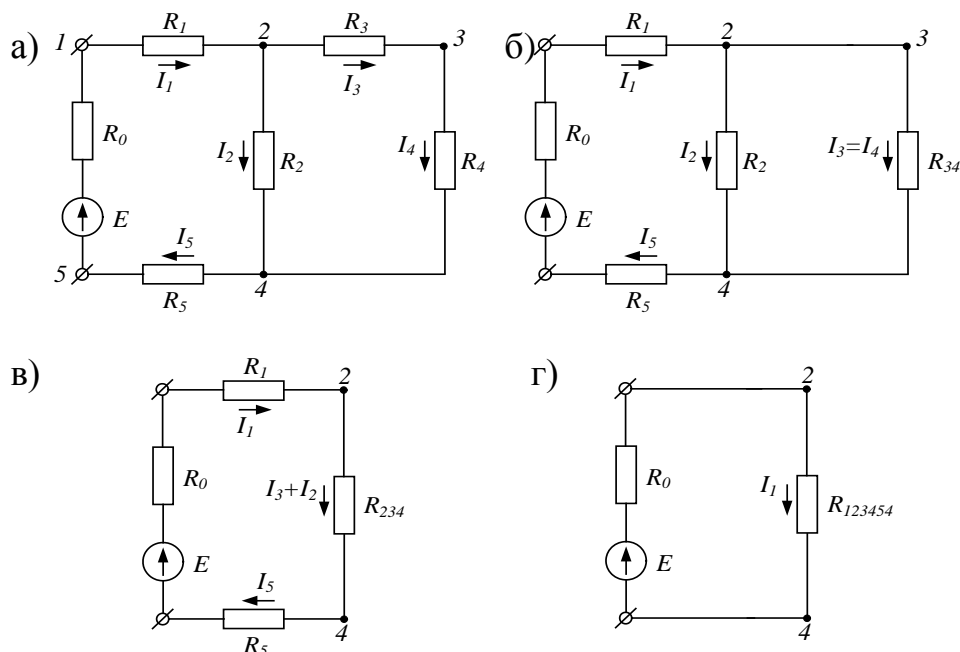 а)
1
R1
2
R3
3
I1
I3
R0
I2
R2
I4
R4
E
I5
5
R5
4
б)
R1
2
3
I1
R0
I2
R2
I3=I4
R34
E
I5
R5
4
в)
R1
2
I1
R0
I3+I2
R234
E
I5
R5
4
г)
2
R0
I1
R123454
E
4